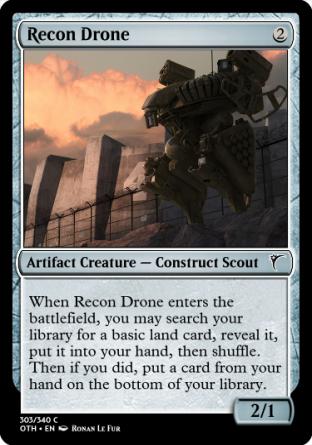 Recon Drone 2
Artifact Creature — Construct Scout
When Recon Drone enters the
battlefield, you may search your
library for a basic land card, reveal it,
put it into your hand, then shuffle.
Then if you did, put a card from your
hand on the bottom of your library.
2/1
303/340 C
OTH • EN Ronan Le Fur